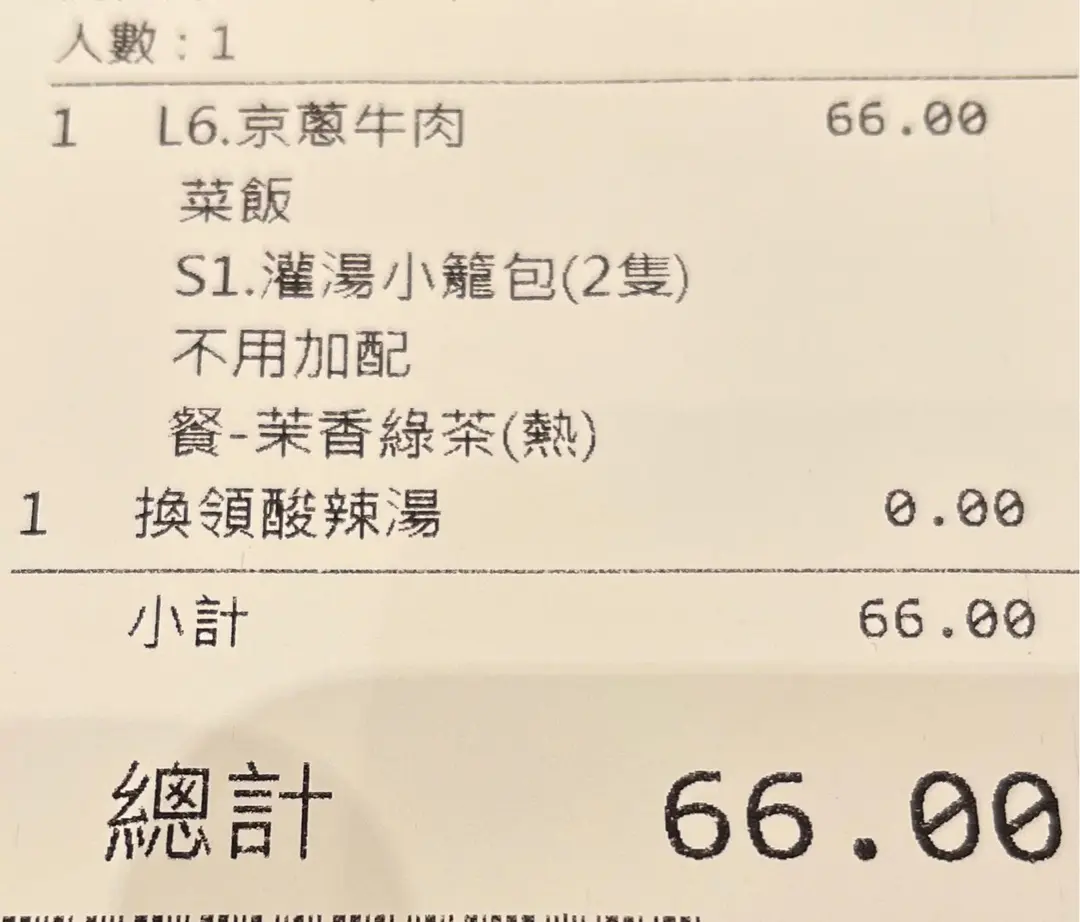 人數：1
1 L6.京蔥牛肉 66.00
菜飯
S1.灌湯小籠包(2隻)
不用加配
餐-茉香綠茶(熱)
1 換領酸辣湯 0.00
小計 66.00
總計 66.00